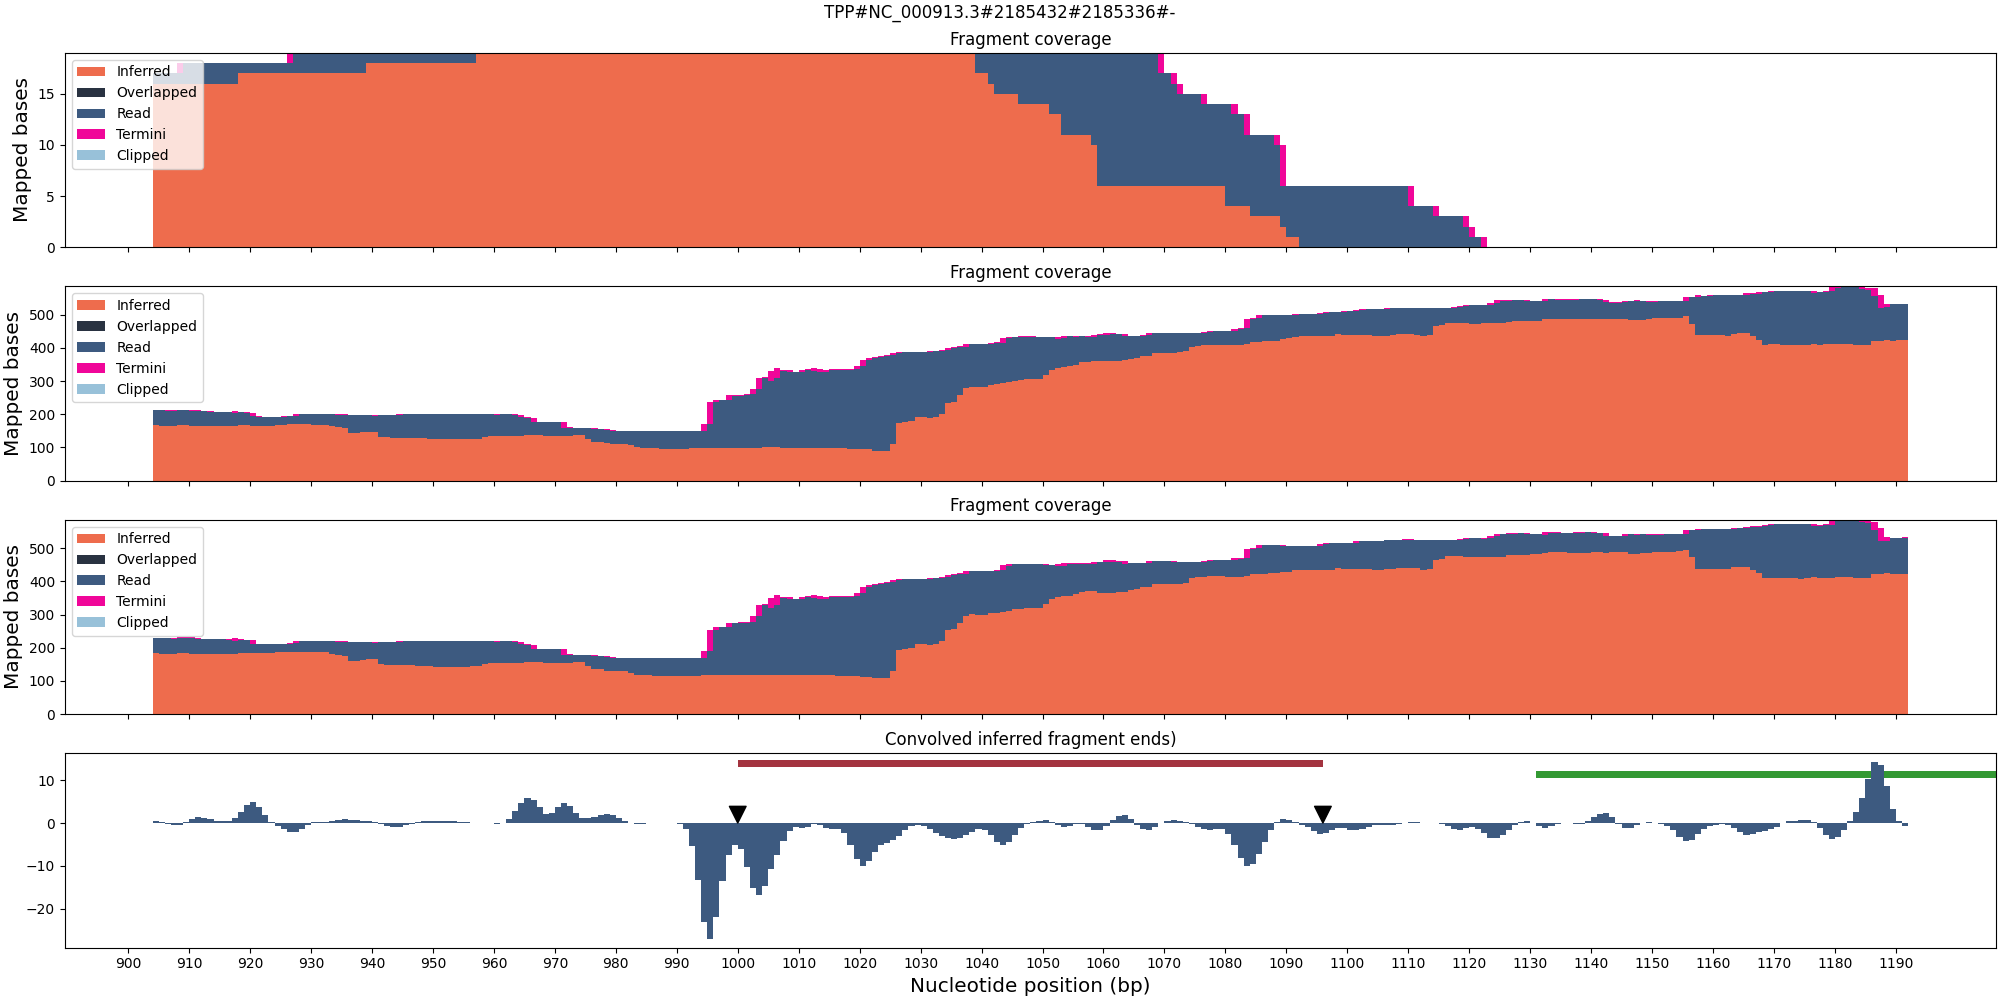 TPP#NC_000913.3#2185432#2185336#-
Fragment coverage
Mapped bases
15
10
5
0
Inferred
Overlapped
Read
Termini
Clipped
Fragment coverage
Mapped bases
500
400
300
200
100
0
Inferred
Overlapped
Read
Termini
Clipped
Fragment coverage
Mapped bases
500
400
300
200
100
0
Inferred
Overlapped
Read
Termini
Clipped
Convolved inferred fragment ends)
10
0
−10
−20
900 910 920 930 940 950 960 970 980 990 1000 1010 1020 1030 1040 1050 1060 1070 1080 1090 1100 1110 1120 1130 1140 1150 1160 1170 1180 1190
Nucleotide position (bp)